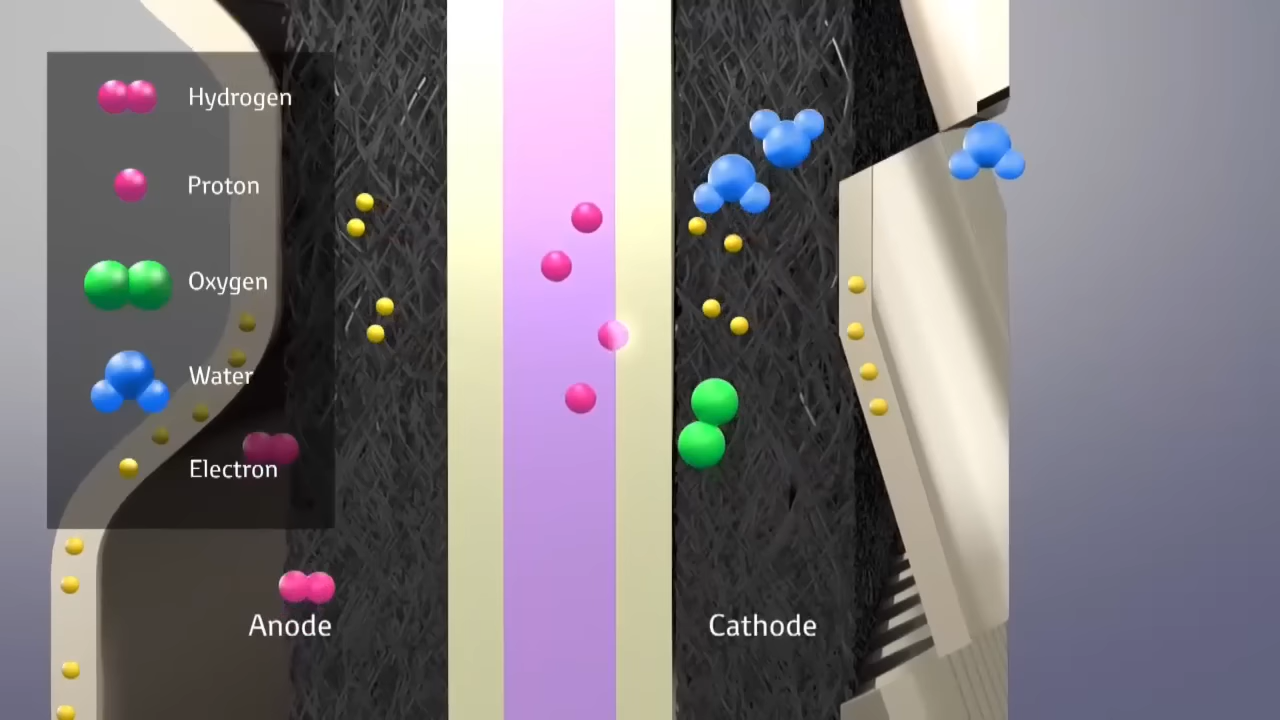 Hydrogen
Proton
Oxygen
Water
Electron
Anode
Cathode